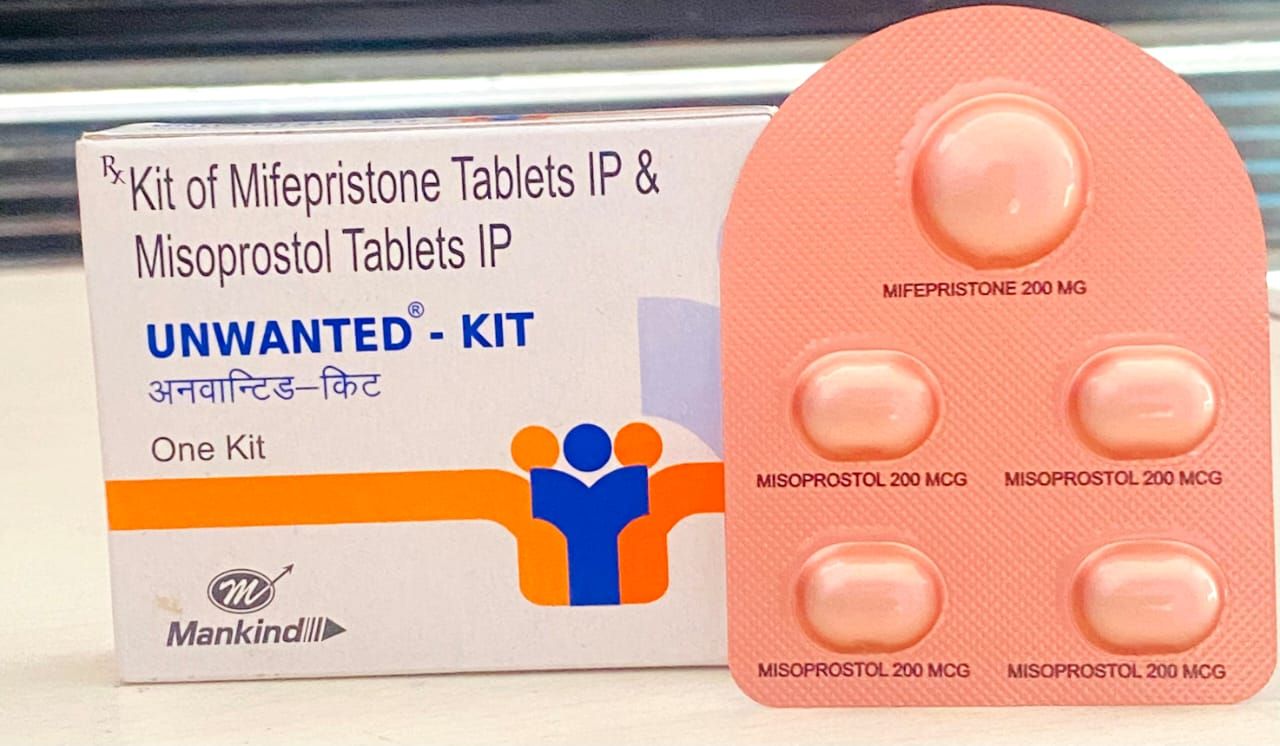 Rx Kit of Mifepristone Tablets IP &
Misoprostol Tablets IP
UNWANTED® - KIT
अनवान्टिड–किट
One Kit
m
Mankind
MIFEPRISTONE 200 MG
MISOPROSTOL 200 MCG MISOPROSTOL 200 MCG
MISOPROSTOL 200 MCG MISOPROSTOL 200 MCG